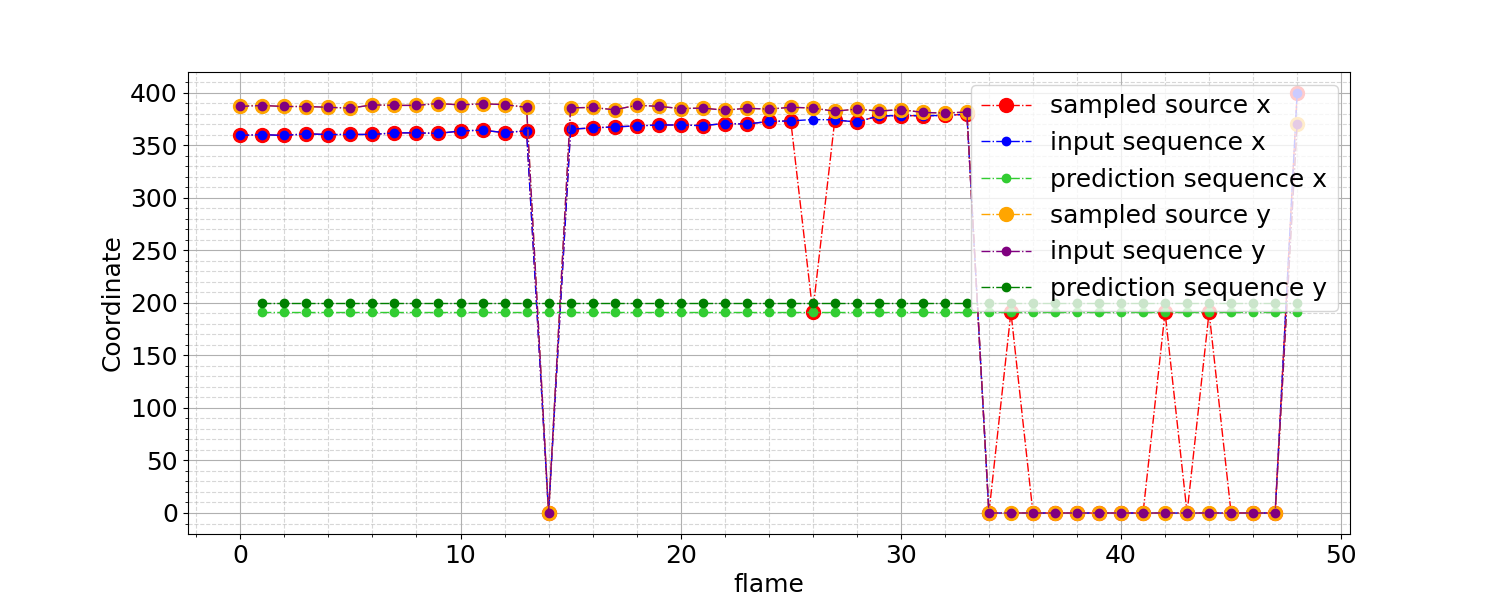 400
350
300
250
200
150
100
50
0
Coordinate
0 10 20 30 40 50
flame
sampled source x
input sequence x
prediction sequence x
sampled source y
input sequence y
prediction sequence y